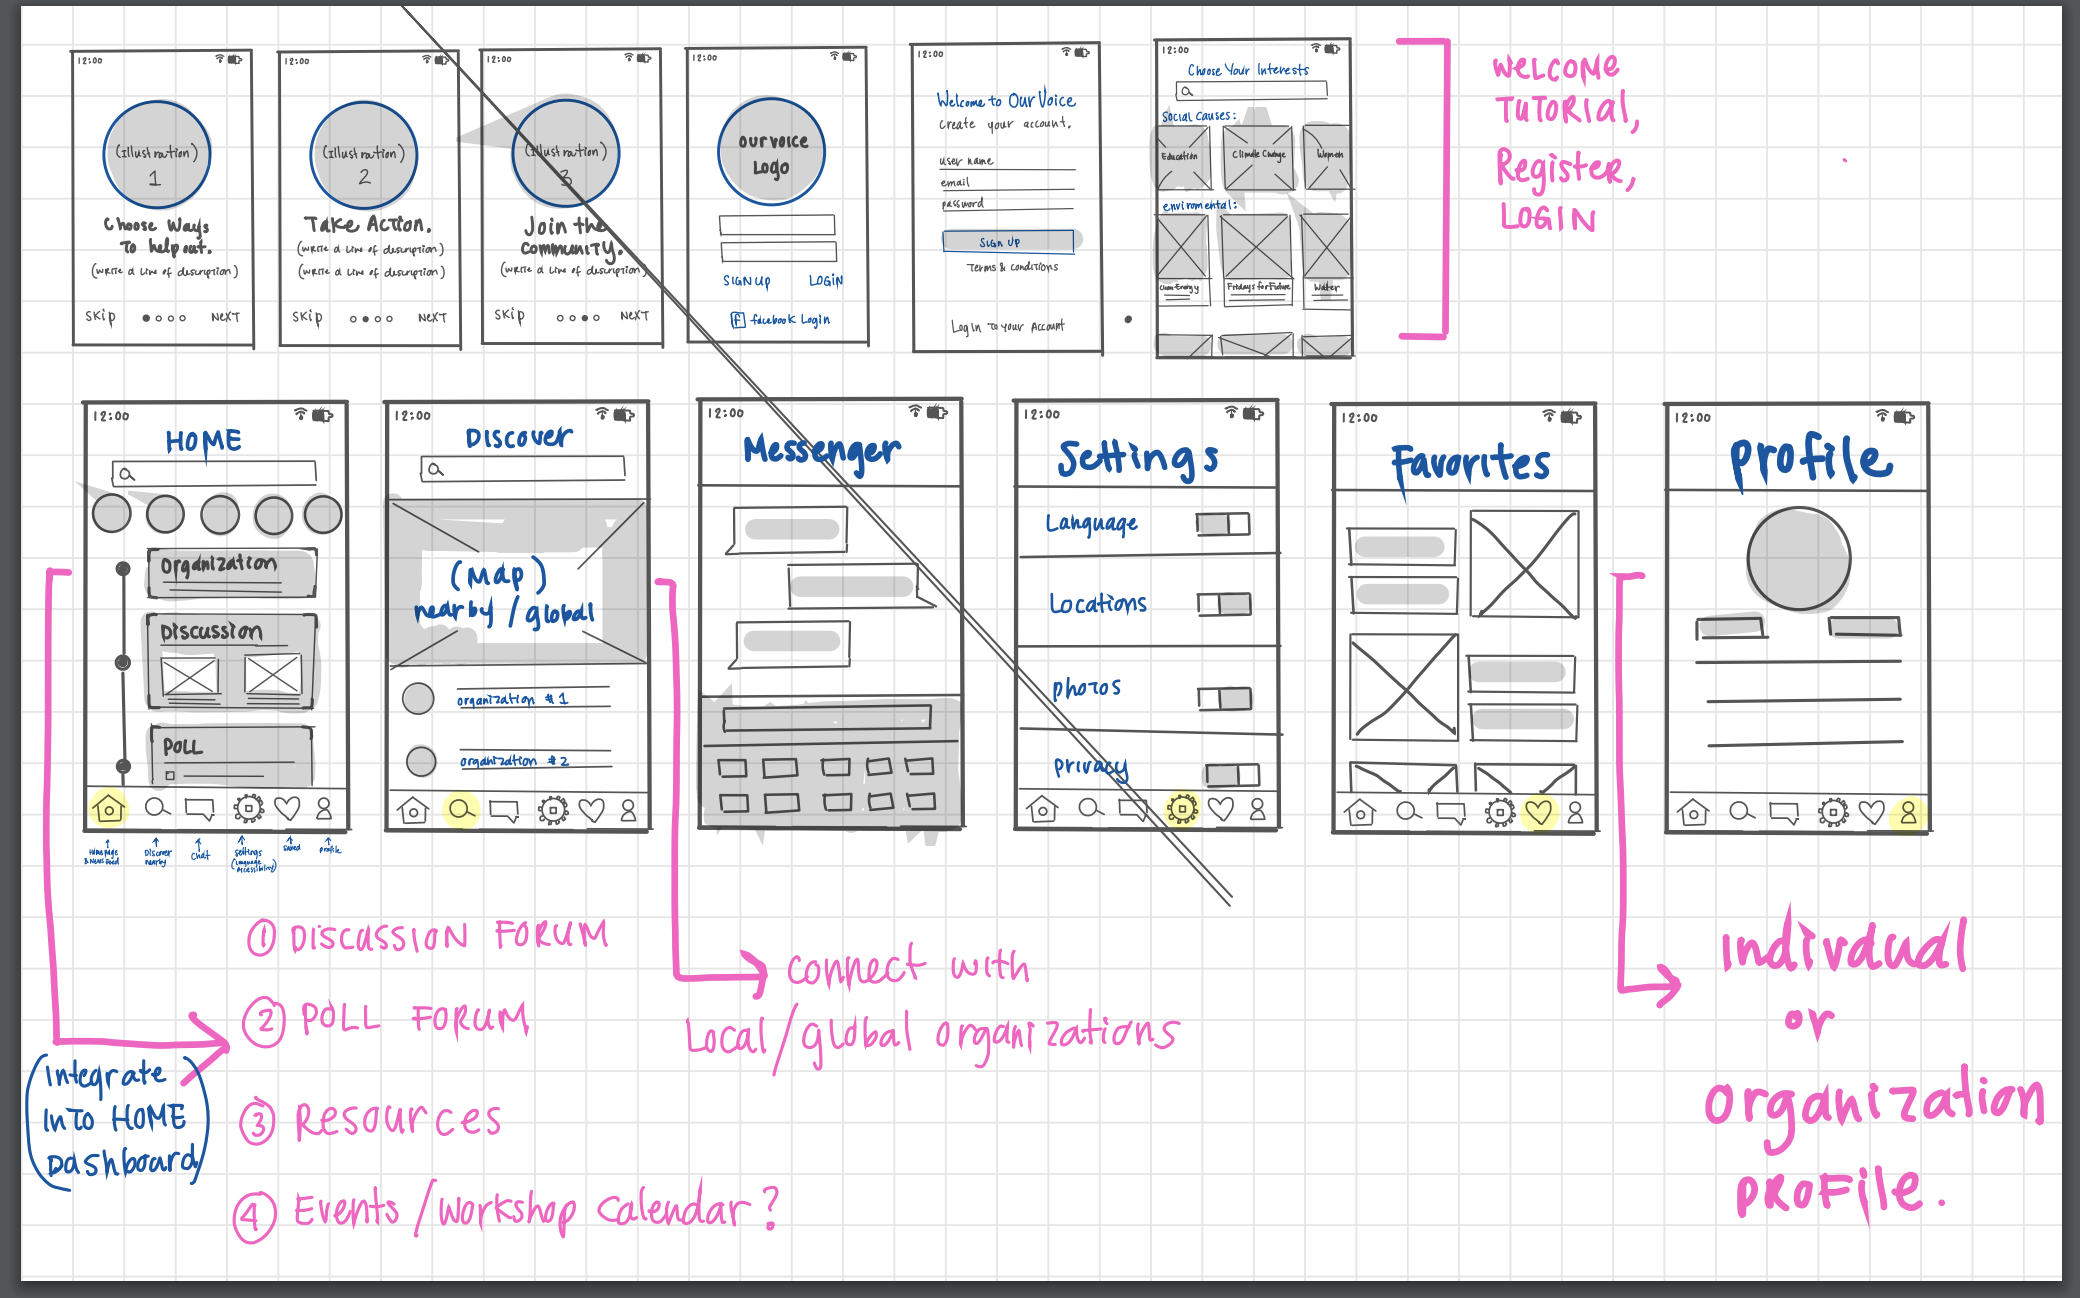 12:00
(Illustration)
1
Choose Ways
To help out.
(write a line of description)
SKip
NEXT
12:00
(Illustration)
2
Take Action.
(write a line of description)
(write a line of description)
SKip
NEXT
12:00
(Illustration)
3
Join the
community.
(write a line of description)
SKip
NEXT
12:00
our voice
Logo
SIGN UP
LOGIN
f facebook Login
12:00
Welcome to Our Voice
Create your account.
user name
email
password
SIGN UP
Terms & conditions
Log In To your Account
12:00
Choose Your Interests
Social Causes:
Education
Climate Change
Women
enviromental:
Clean Energy
Fridays for Future
Water
WELCOME
TUTORIAL,
Register,
LOGIN
12:00
HOME
Organization
Discussion
POLL
Homepage
& News Feed
Discover
nearby
Chat
Settings
(Language
Accessibility)
Saved
Profile
12:00
Discover
(Map)
nearby / global
organization #1
organization #2
12:00
Messenger
12:00
Settings
Language
Locations
photos
privacy
12:00
Favorites
12:00
profile
(Integrate
INTO HOME
Dashboard)
① DISCUSSION FORUM
② POLL FORUM
③ Resources
④ Events / Workshop Calendar?
connect with
Local / global organizations
Indivdual
or
organization
PROFile.